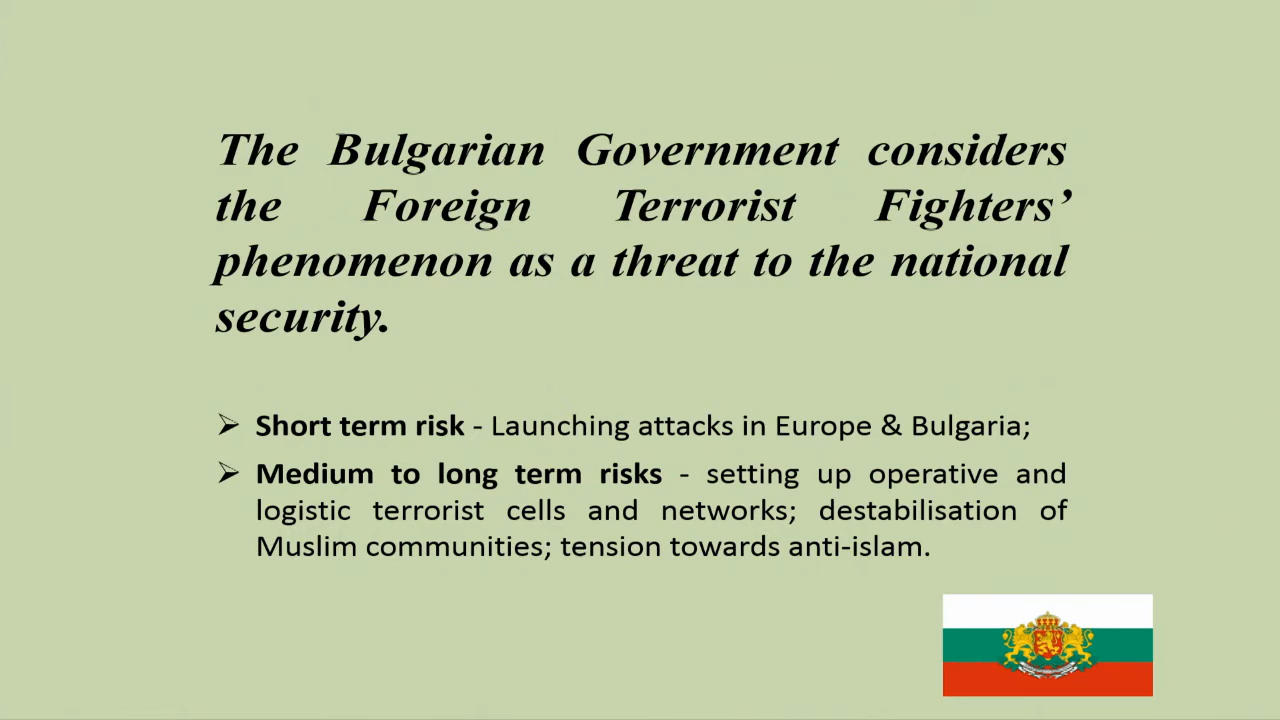 The Bulgarian Government considers
the Foreign Terrorist Fighters’
phenomenon as a threat to the national
security.
➢ Short term risk - Launching attacks in Europe & Bulgaria;
➢ Medium to long term risks - setting up operative and
logistic terrorist cells and networks; destabilisation of
Muslim communities; tension towards anti-islam.